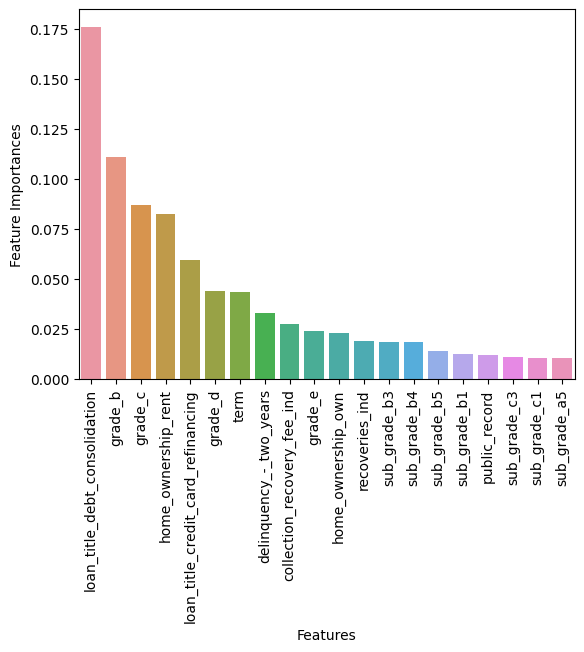 0.175
0.150
0.125
0.100
0.075
0.050
0.025
0.000
Feature Importances
loan_title_debt_consolidation
grade_b
grade_c
home_ownership_rent
loan_title_credit_card_refinancing
grade_d
term
delinquency_-_two_years
collection_recovery_fee_ind
grade_e
home_ownership_own
recoveries_ind
sub_grade_b3
sub_grade_b4
sub_grade_b5
sub_grade_b1
public_record
sub_grade_c3
sub_grade_c1
sub_grade_a5
Features